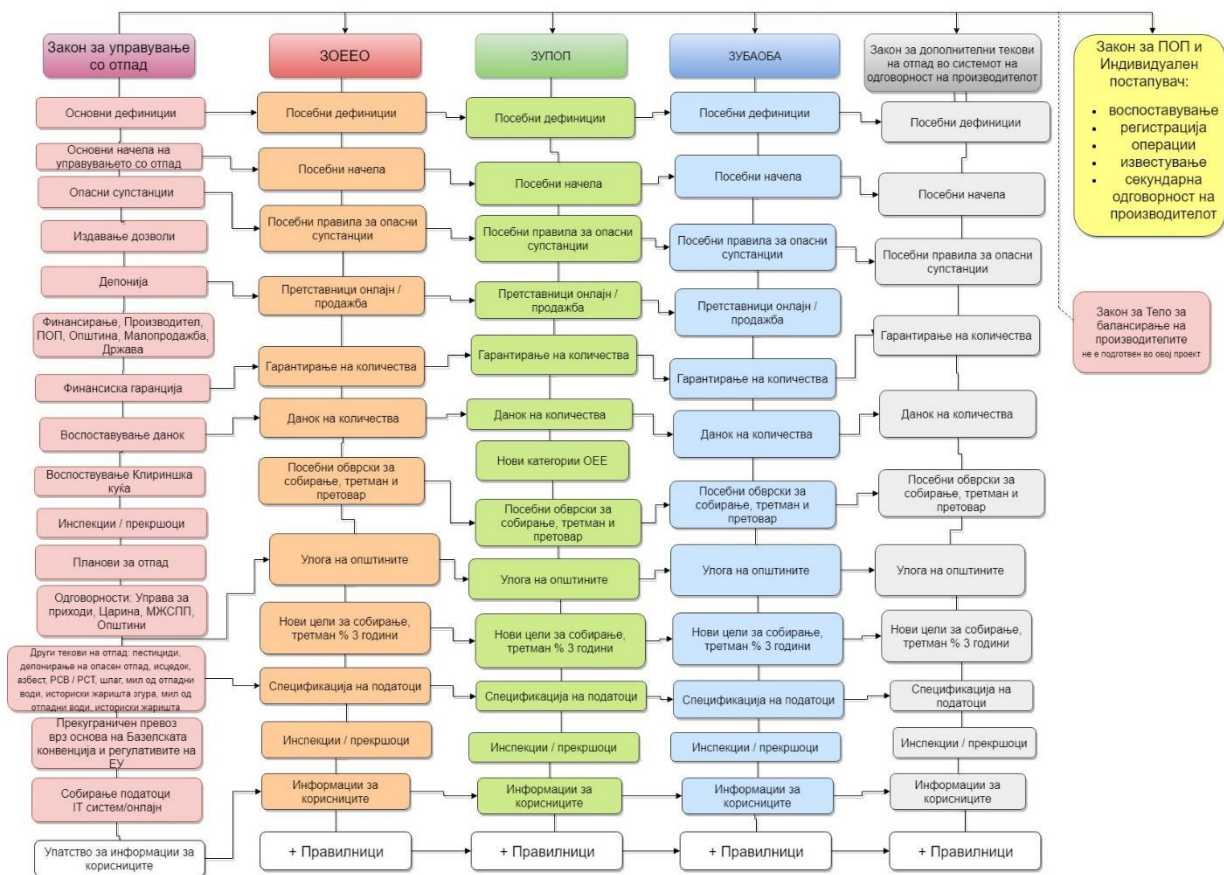 Закон за управување
со отпад
Основни дефиниции
Основни начела на
управувањето со отпад
Опасни супстанции
Издавање дозволи
Депонија
Финансирање, Производител,
ПОП, Општина, Малопродажба,
Држава
Финансиска гаранција
Воспоставување данок
Воспоствување Клириншка
куќа
Инспекции / прекршоци
Планови за отпад
Одговорности: Управа за
приходи, Царина, МЖСПП,
Општини
Други текови на отпад: пестициди,
депонирање на опасен отпад, исцедок,
азбест, PCB / PCT, шлаг, мил од отпадни
води, историски жаришта згура, мил од
отпадни води, историски жаришта
Прекуграничен превоз
врз основа на Базелската
конвенција и регулативите на
ЕУ
Собирање податоци
IT систем/онлајн
Упатство за информации за
корисниците
ЗОЕЕО
Посебни дефиниции
Посебни начела
Посебни правила за опасни
супстанции
Претставници онлајн /
продажба
Гарантирање на количества
Данок на количества
Посебни обврски за
собирање, третман и
претовар
Улога на општините
Нови цели за собирање,
третман % 3 години
Спецификација на податоци
Инспекции / прекршоци
Информации за
корисниците
+ Правилници
ЗУПОП
Посебни дефиниции
Посебни начела
Посебни правила за опасни
супстанции
Претставници онлајн /
продажба
Гарантирање на количества
Данок на количества
Нови категории ОЕЕ
Посебни обврски за
собирање, третман и
претовар
Улога на општините
Нови цели за собирање,
третман % 3 години
Спецификација на податоци
Инспекции / прекршоци
Информации за
корисниците
+ Правилници
ЗУБАОБА
Посебни дефиниции
Посебни начела
Посебни правила за опасни
супстанции
Претставници онлајн /
продажба
Гарантирање на количества
Данок на количества
Посебни обврски за
собирање, третман и
претовар
Улога на општините
Нови цели за собирање,
третман % 3 години
Спецификација на податоци
Инспекции / прекршоци
Информации за
корисниците
+ Правилници
Закон за дополнителни текови
на отпад во системот на
одговорност на производителот
Посебни дефиниции
Посебни начела
Посебни правила за опасни
супстанции
Гарантирање на количества
Данок на количества
Посебни обврски за
собирање, третман и
претовар
Улога на општините
Нови цели за собирање,
третман % 3 години
Спецификација на
податоци
Инспекции / прекршоци
Информации за
корисниците
+ Правилници
Закон за ПОП и
Индивидуален
постапувач:
• воспоставување
• регистрација
• операции
• известување
• секундарна
одговорност на
производителот
Закон за Тело за
балансирање на
производителите
не е подготвен во овој проект